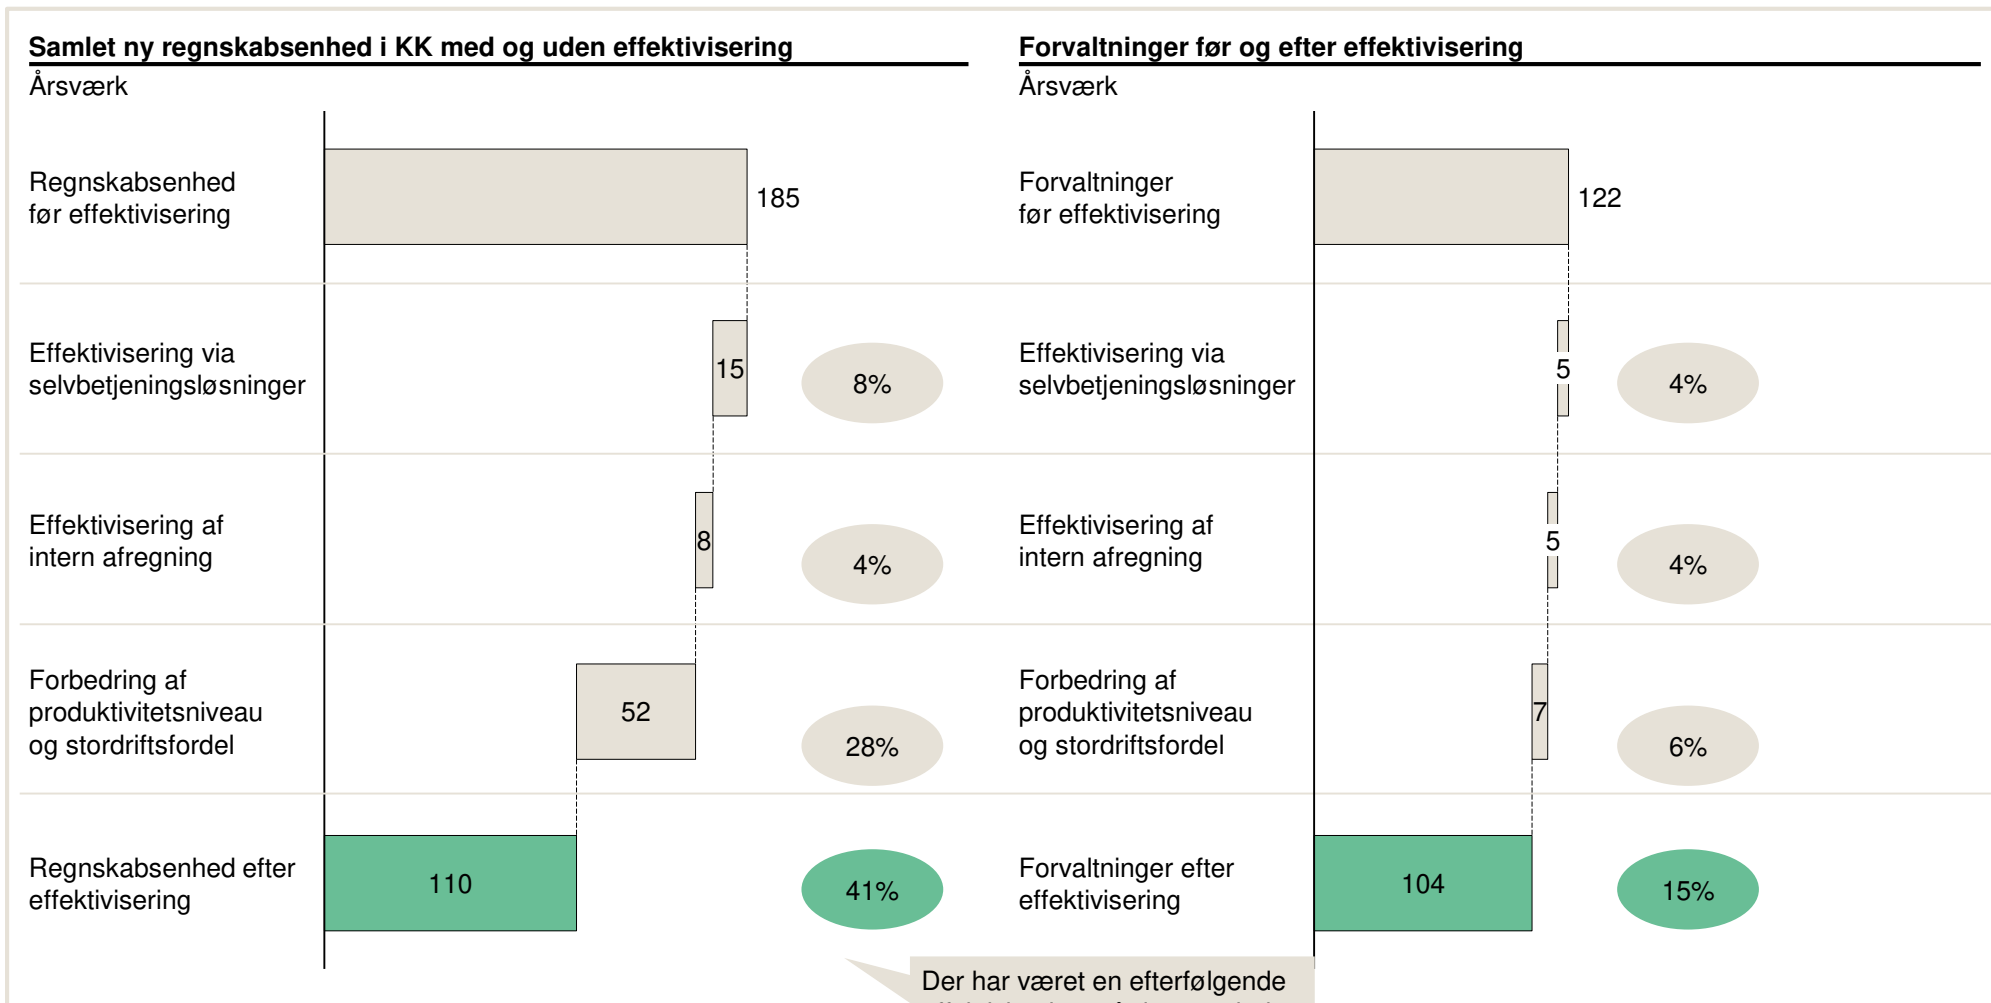 Samlet ny regnskabsenhed i KK med og uden effektivisering
Årsværk
Regnskabsenhed
før effektivisering
185
Effektivisering via
selvbetjeningsløsninger
15
8%
Effektivisering af
intern afregning
8
4%
Forbedring af
produktivitetsniveau
og stordriftsfordel
52
28%
Regnskabsenhed efter
effektivisering
110
41%
Forvaltninger før og efter effektivisering
Årsværk
Forvaltninger
før effektivisering
122
Effektivisering via
selvbetjeningsløsninger
5
4%
Effektivisering af
intern afregning
5
4%
Forbedring af
produktivitetsniveau
og stordriftsfordel
7
6%
Forvaltninger efter
effektivisering
104
15%
Der har været en efterfølgende